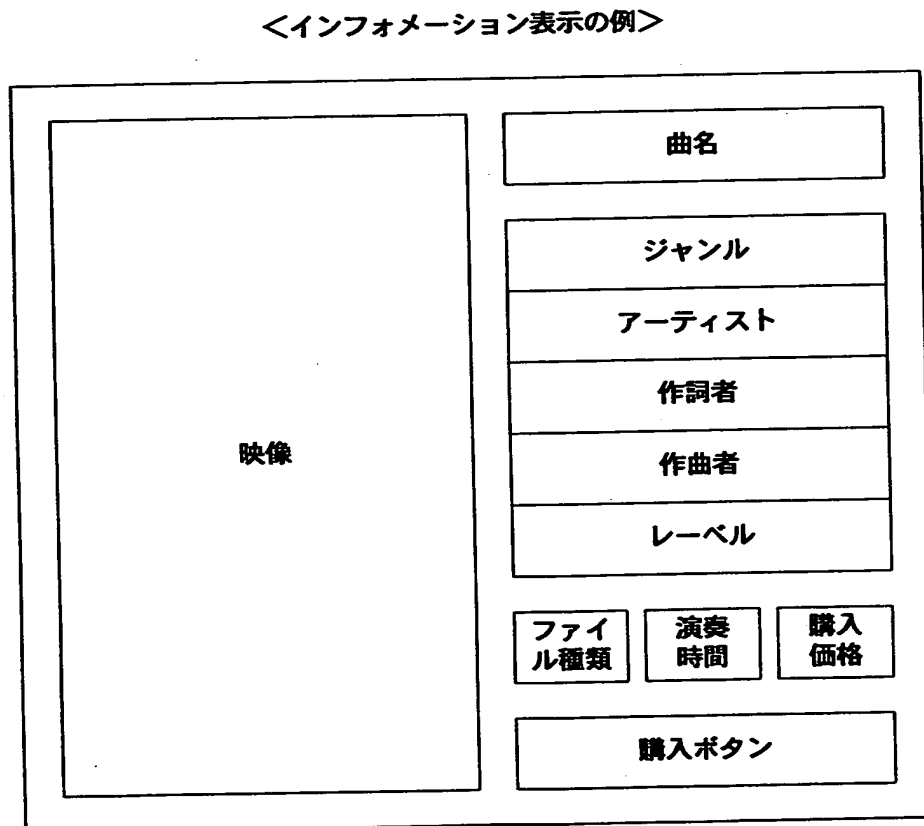 ＜インフォメーション表示の例＞
映像
曲名
ジャンル
アーティスト
作詞者
作曲者
レーベル
ファイ
ル種類
演奏
時間
購入
価格
購入ボタン